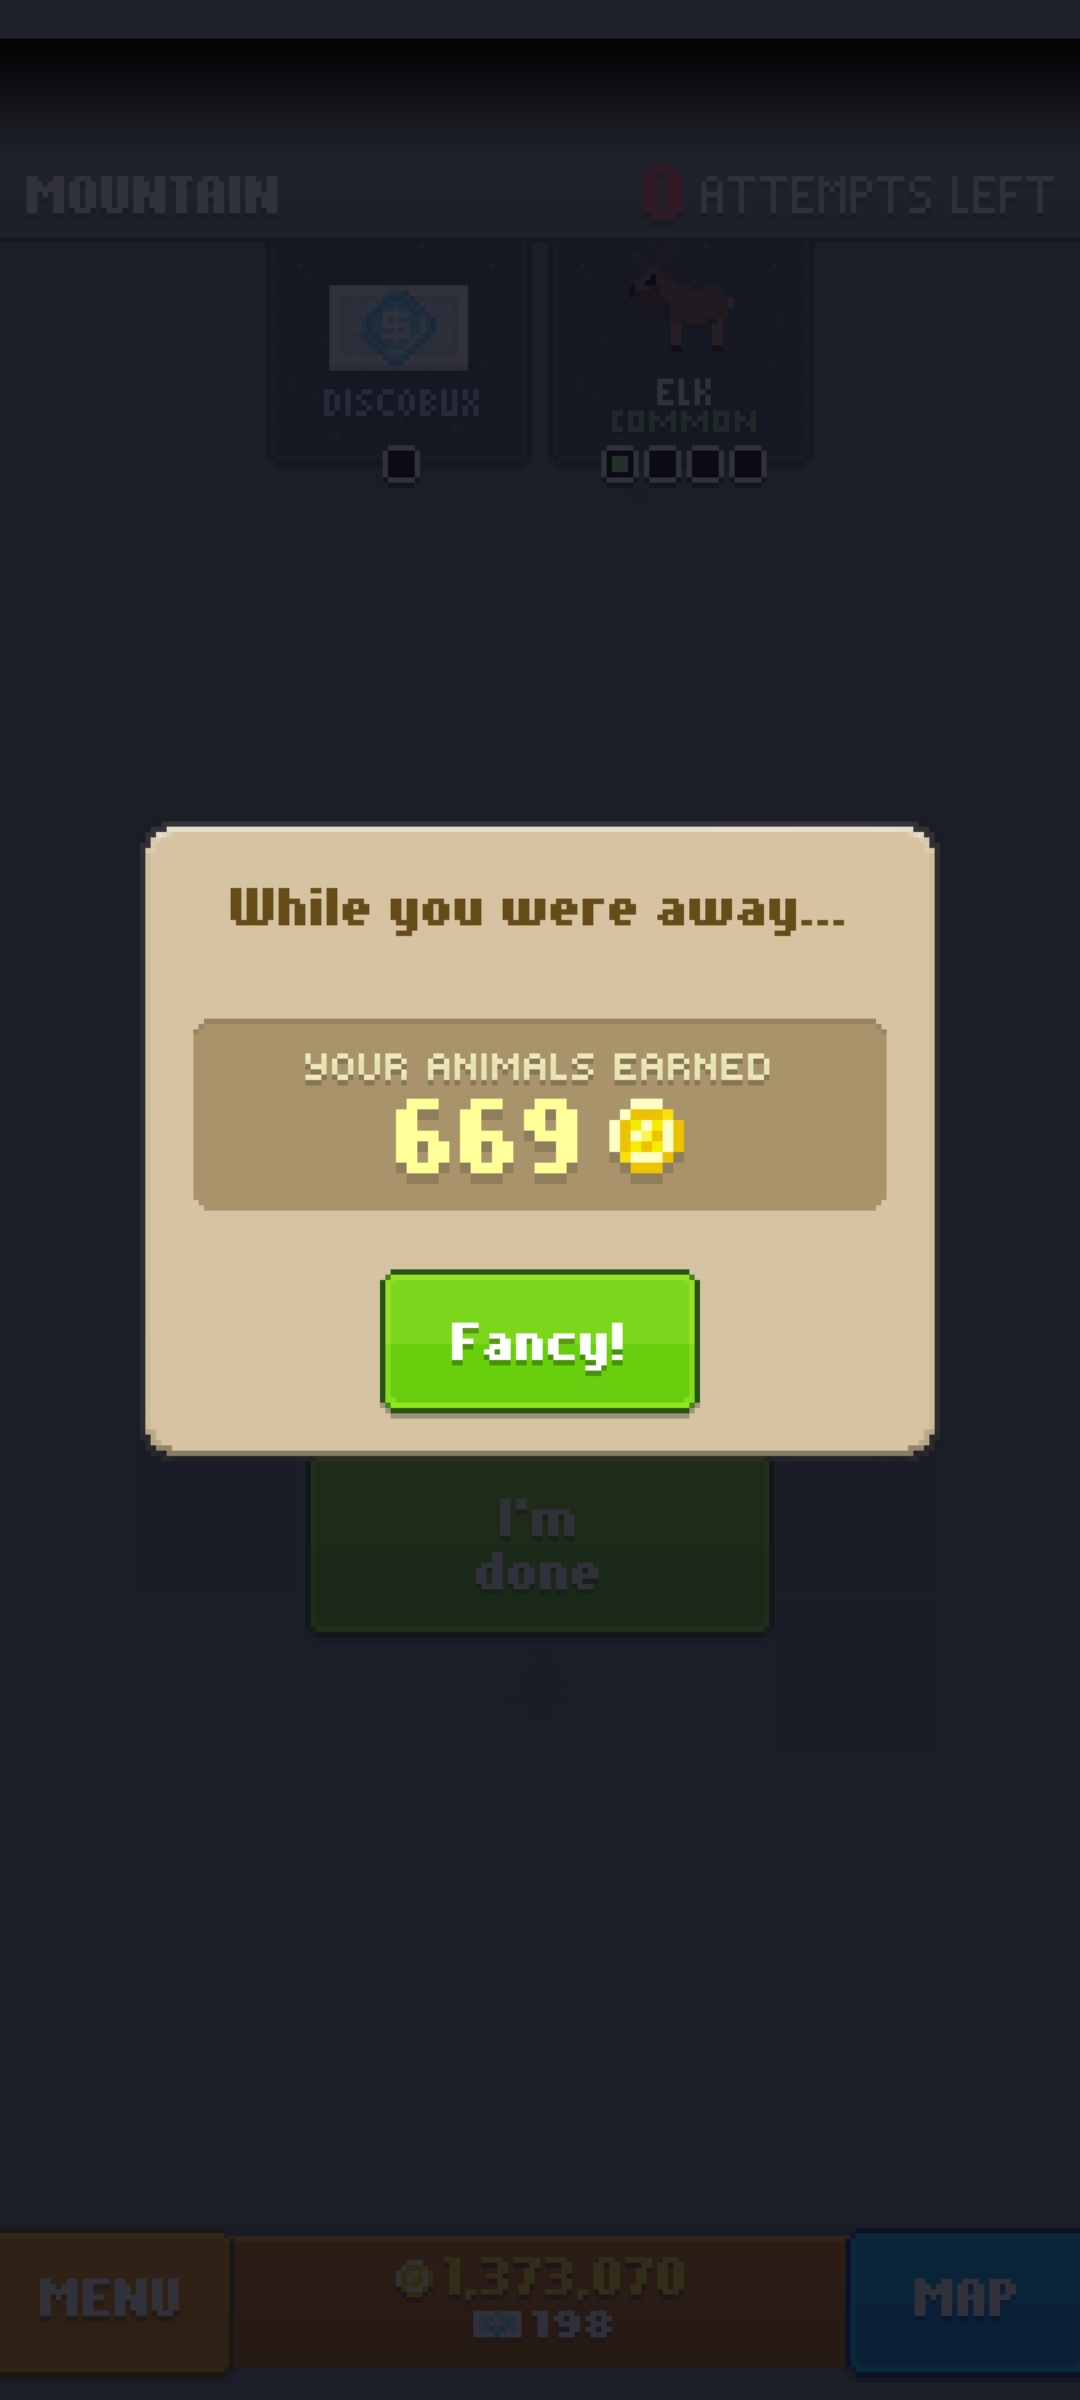 MOUNTAIN
0 ATTEMPTS LEFT
DISCOBUX
ELK
COMMON
While you were away...
YOUR ANIMALS EARNED
669
Fancy!
I'm
done
MENU
1,373,070
198
MAP